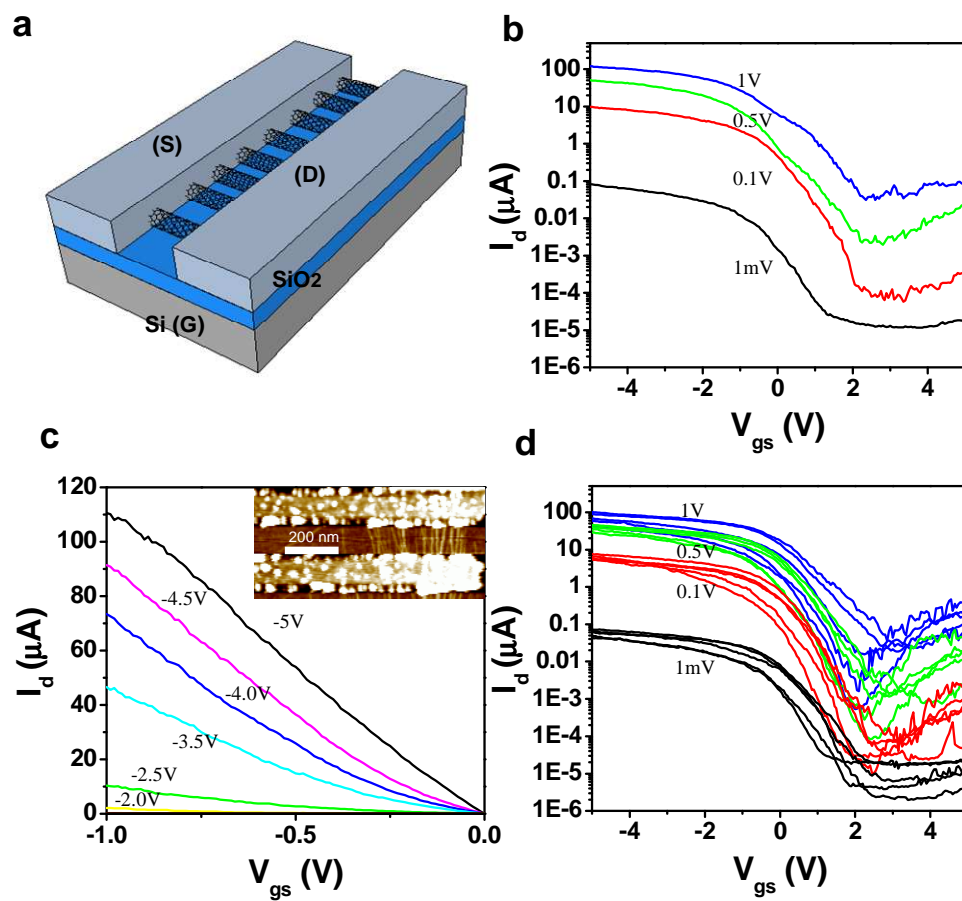 a
(S)
(D)
SiO2
Si (G)
b
100
10
1
0.1
0.01
1E-3
1E-4
1E-5
1E-6
I_d (μA)
1V
0.5V
0.1V
1mV
-4
-2
0
2
4
V_gs (V)
c
120
100
80
60
40
20
0
I_d (μA)
200 nm
-5V
-4.5V
-4.0V
-3.5V
-2.5V
-2.0V
-1.0
-0.5
0.0
V_gs (V)
d
100
10
1
0.1
0.01
1E-3
1E-4
1E-5
1E-6
I_d (μA)
1V
0.5V
0.1V
1mV
-4
-2
0
2
4
V_gs (V)